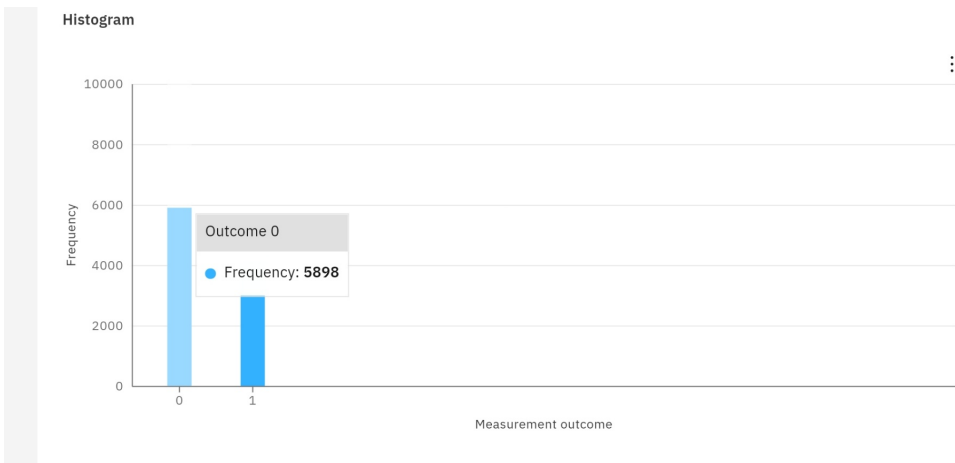 Histogram
10000
8000
6000
4000
2000
0
Frequency
Outcome 0
Frequency: 5898
0 1
Measurement outcome